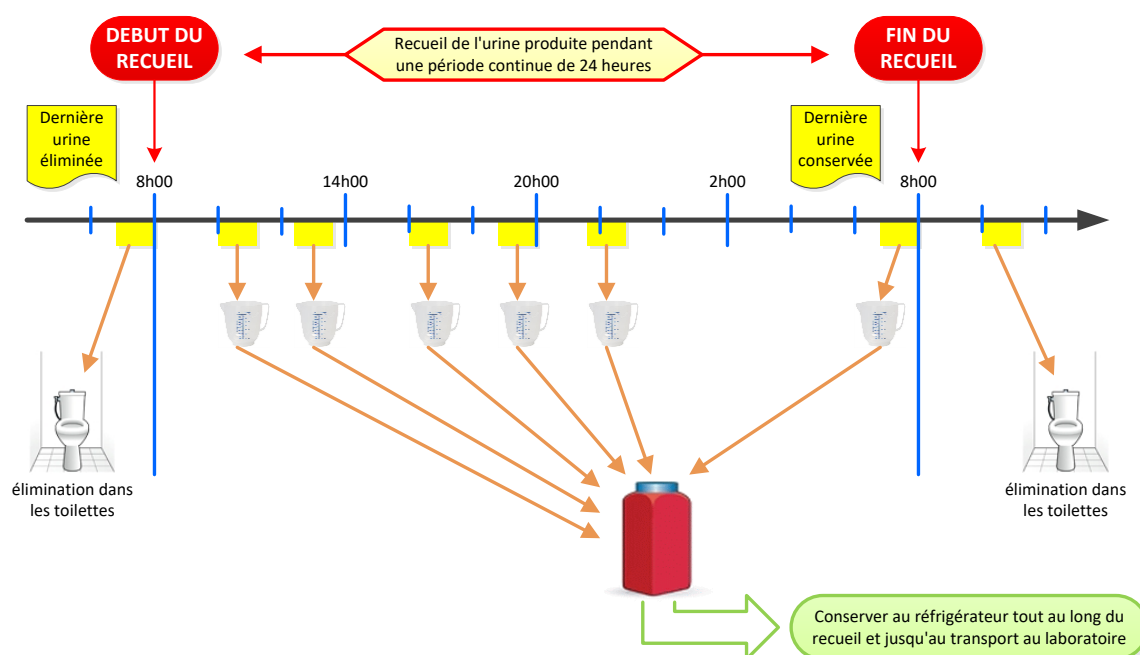 DEBUT DU
RECUEIL
Recueil de l'urine produite pendant
une période continue de 24 heures
FIN DU
RECUEIL
Dernière
urine
éliminée
Dernière
urine
conservée
8h00
14h00
20h00
2h00
8h00
élimination dans
les toilettes
élimination dans
les toilettes
Conserver au réfrigérateur tout au long du
recueil et jusqu'au transport au laboratoire